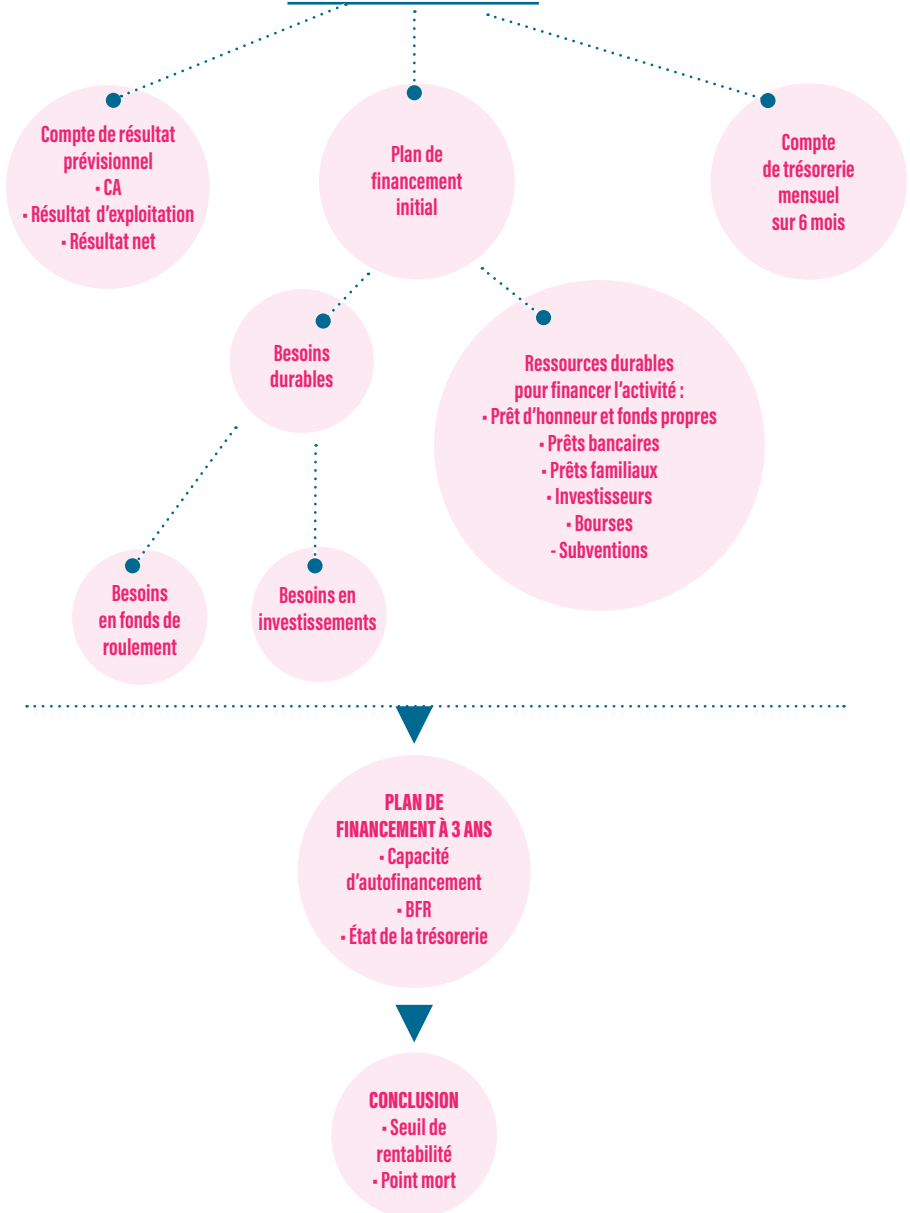 Compte de résultat
prévisionnel
▪ CA
▪ Résultat d'exploitation
▪ Résultat net
Plan de
financement
initial
Compte
de trésorerie
mensuel
sur 6 mois
Besoins
durables
Ressources durables
pour financer l'activité :
▪ Prêt d'honneur et fonds propres
▪ Prêts bancaires
▪ Prêts familiaux
▪ Investisseurs
▪ Bourses
- Subventions
Besoins
en fonds de
roulement
Besoins en
investissements
PLAN DE
FINANCEMENT À 3 ANS
▪ Capacité
d'autofinancement
▪ BFR
▪ État de la trésorerie
CONCLUSION
▪ Seuil de
rentabilité
▪ Point mort